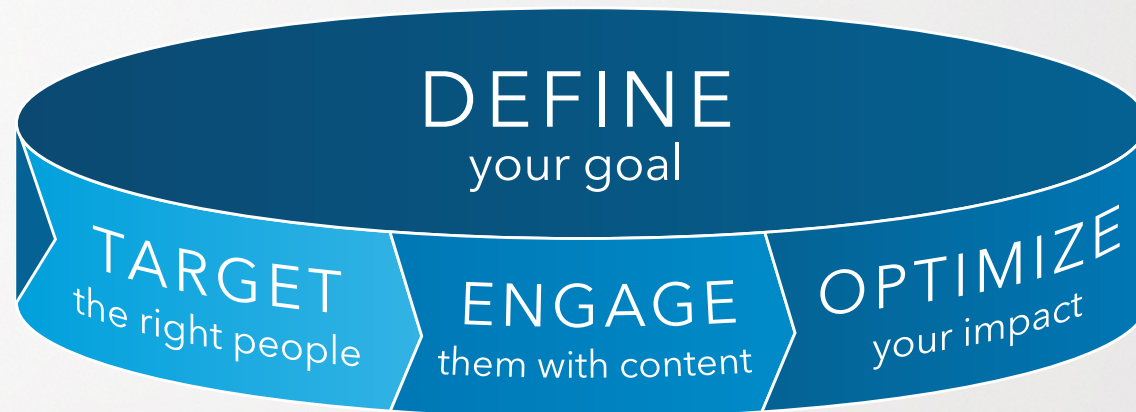 DEFINE
your goal
TARGET
the right people
ENGAGE
them with content
OPTIMIZE
your impact